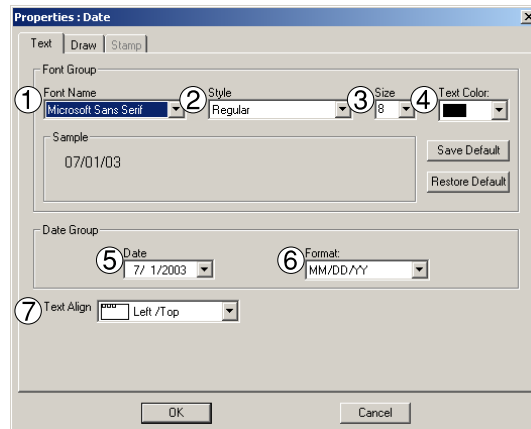 Properties : Date
Text Draw Stamp
Font Group
① Font Name ② Style ③ Size ④ Text Color:
Microsoft Sans Serif Regular 8
Sample
07/01/03
Save Default
Restore Default
Date Group
⑤ Date ⑥ Format:
7/ 1/2003 MM/DD/YY
⑦ Text Align Left /Top
OK Cancel